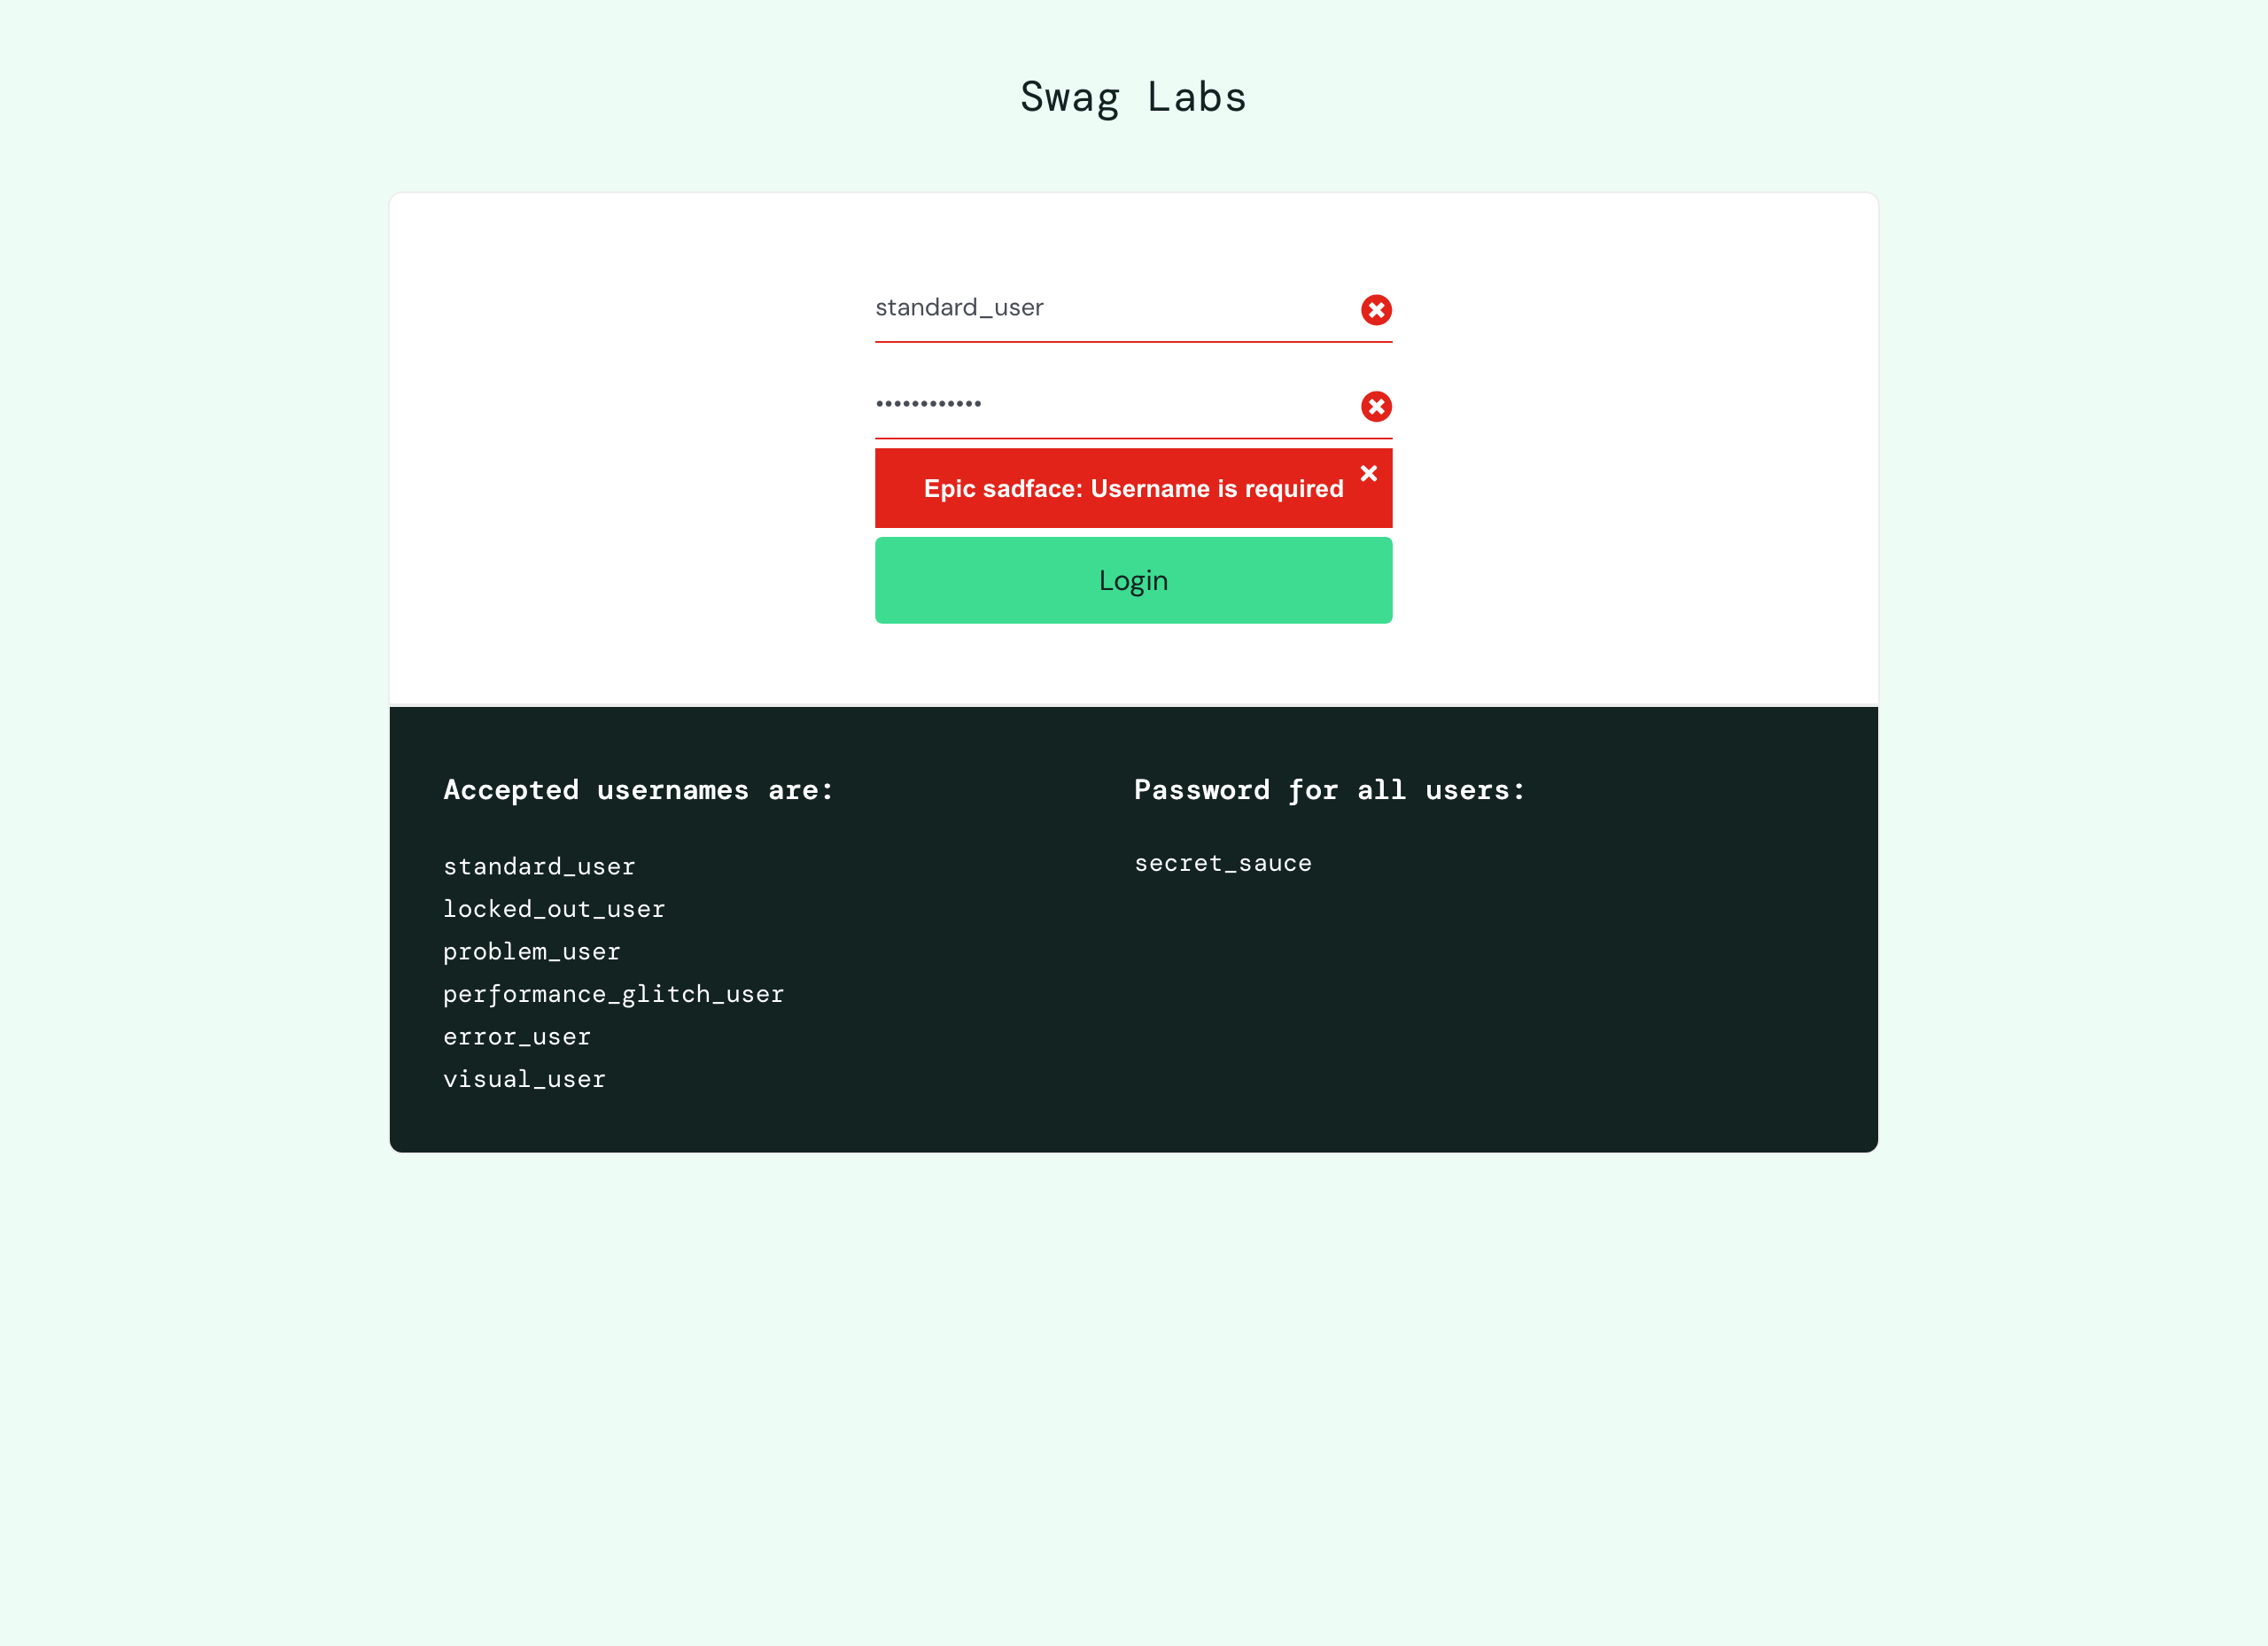 Swag Labs
standard_user
••••••••••••
Epic sadface: Username is required
Login
Accepted usernames are:
standard_user
locked_out_user
problem_user
performance_glitch_user
error_user
visual_user
Password for all users:
secret_sauce